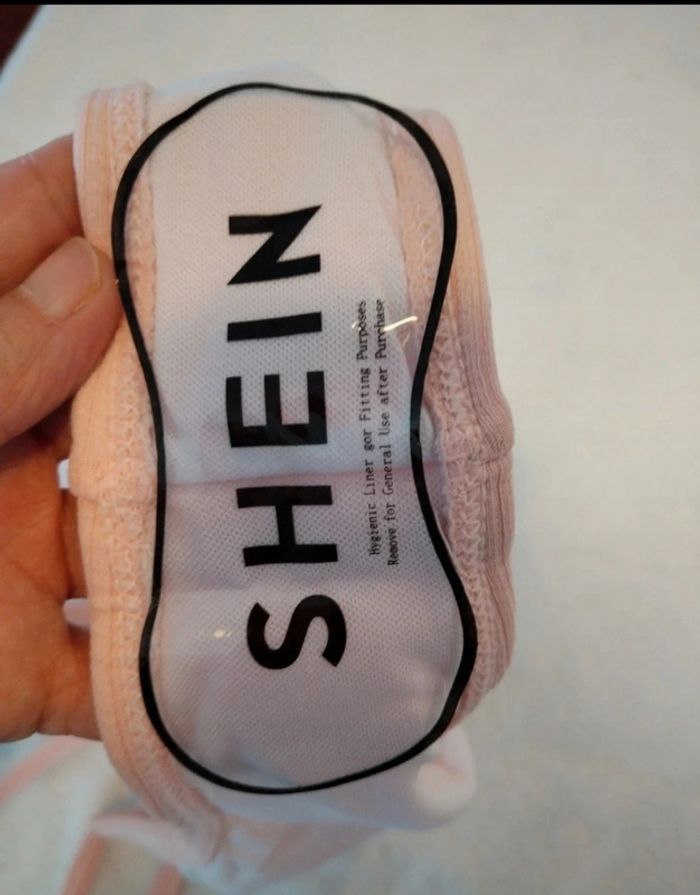 SHEIN
Hygienic Liner gor Fitting Purposes
Remove for General Use after Purchase